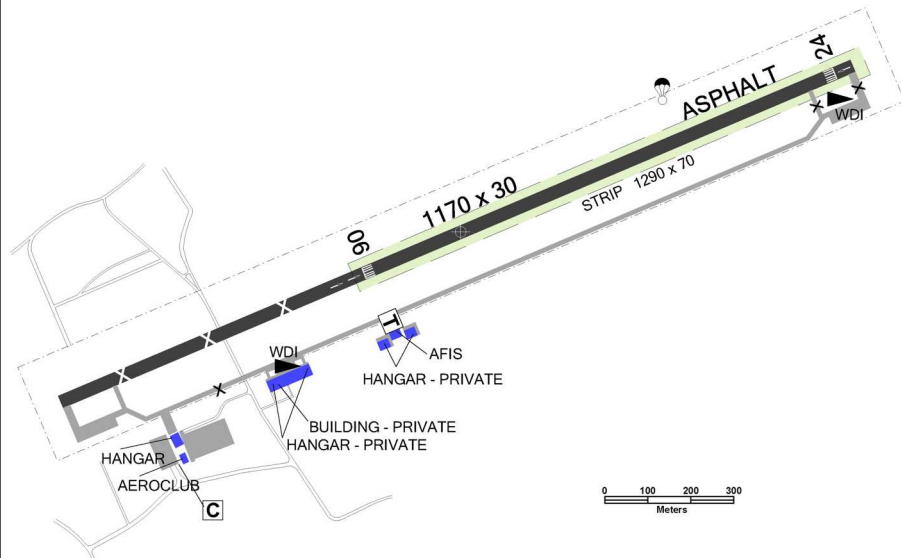 24
ASPHALT
WDI
1170 x 30
STRIP 1290 x 70
06
T
WDI
AFIS
HANGAR - PRIVATE
BUILDING - PRIVATE
HANGAR - PRIVATE
HANGAR
AEROCLUB
C
0 100 200 300
Meters